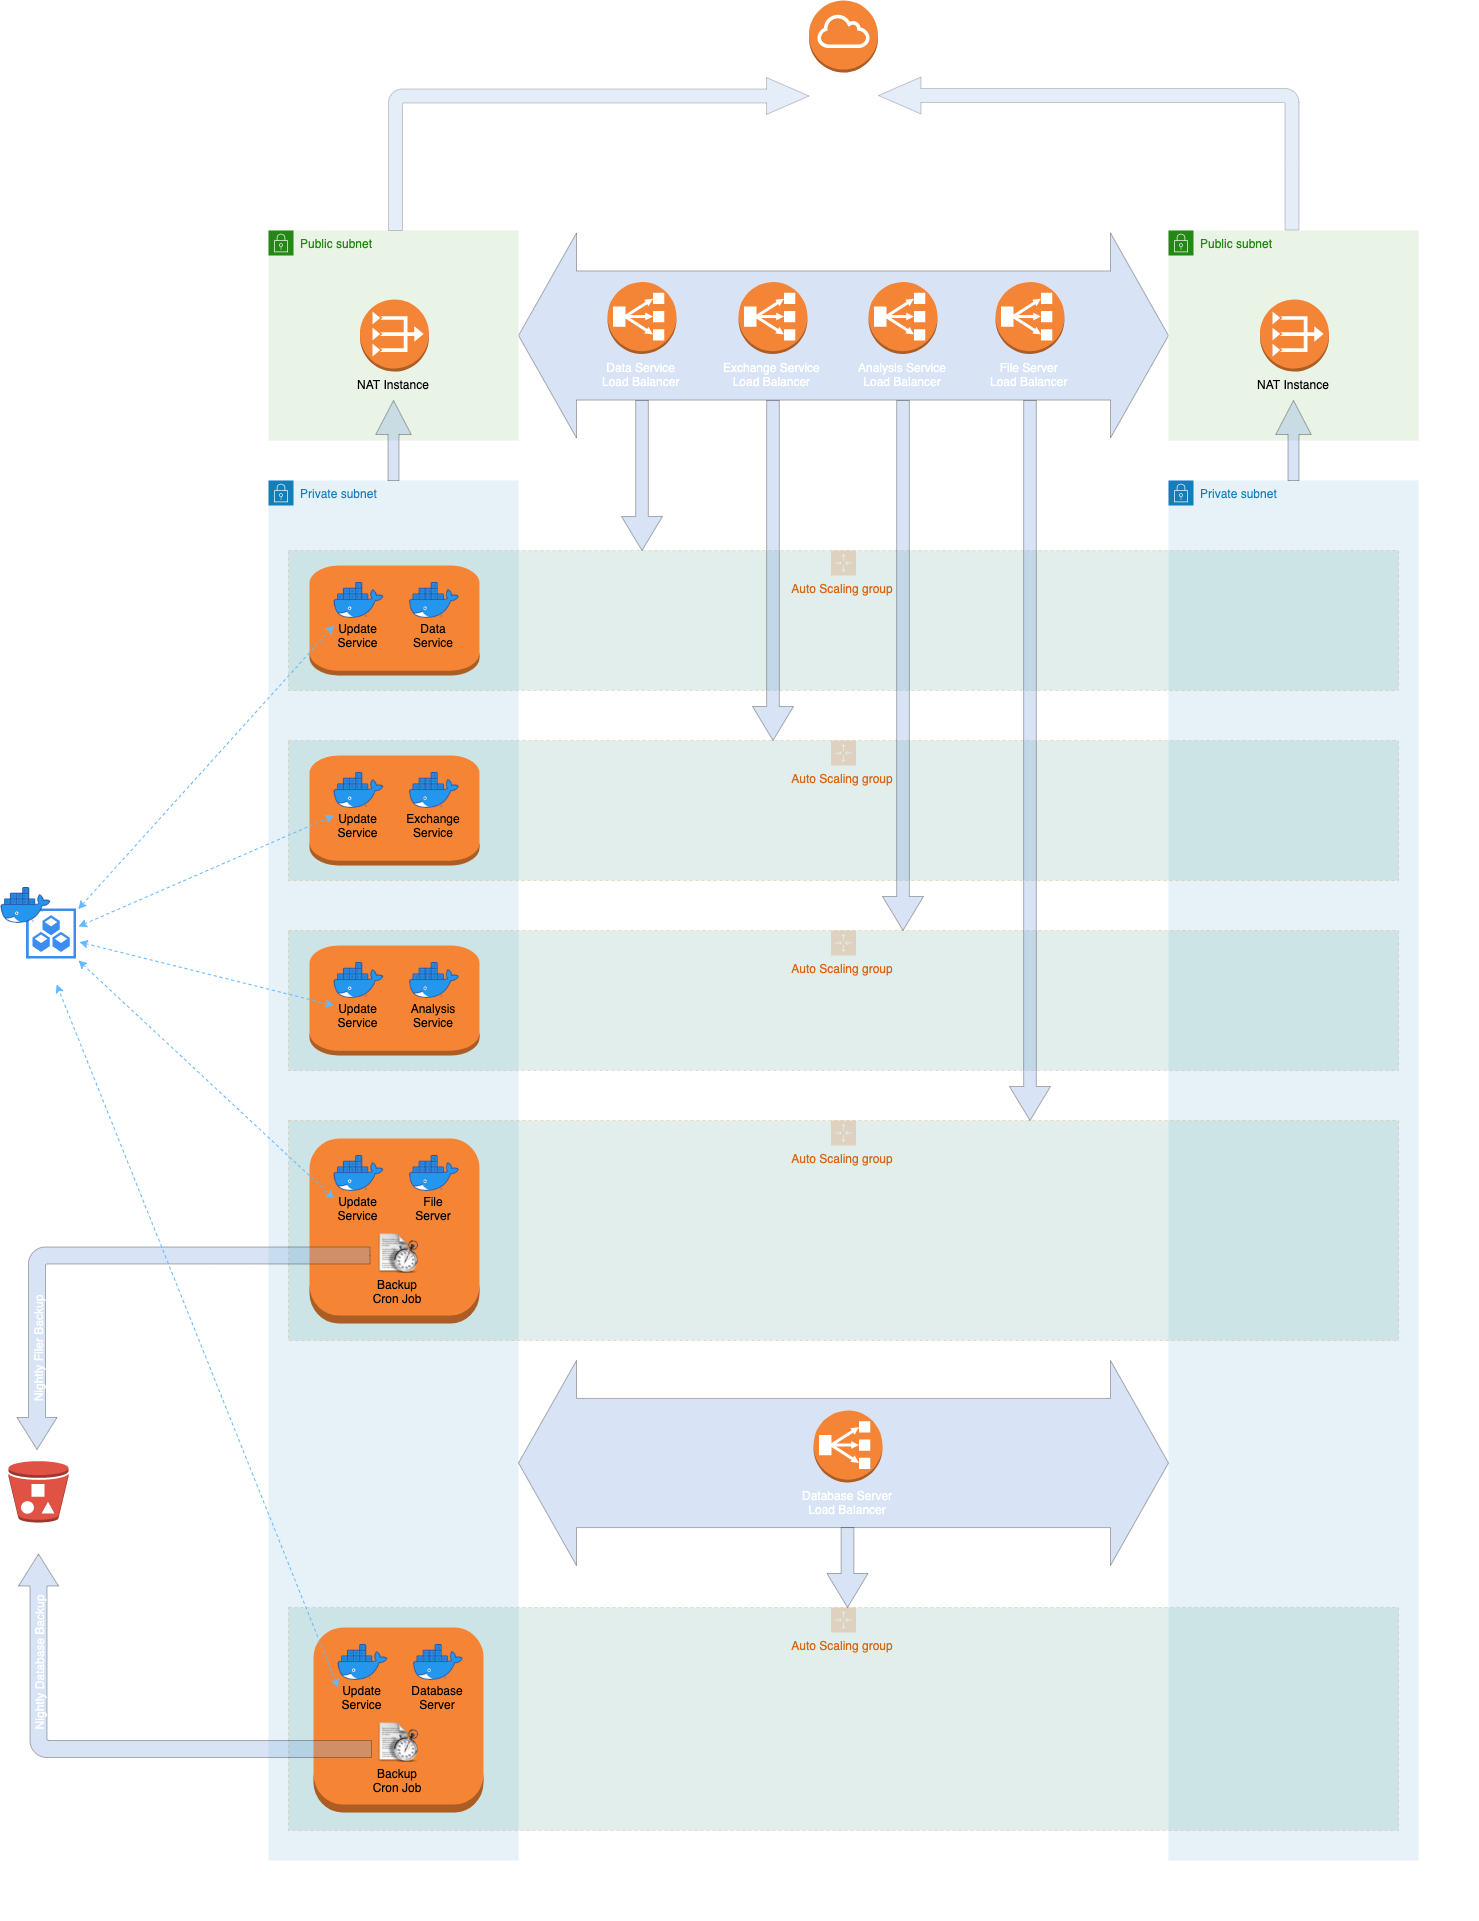 Public subnet
Public subnet
Data Service
Load Balancer
Exchange Service
Load Balancer
Analysis Service
Load Balancer
File Server
Load Balancer
NAT Instance
NAT Instance
Private subnet
Private subnet
Auto Scaling group
Update
Service
Data
Service
Auto Scaling group
Update
Service
Exchange
Service
Auto Scaling group
Update
Service
Analysis
Service
Auto Scaling group
Update
Service
File
Server
Backup
Cron Job
Nightly Filer Backup
Database Server
Load Balancer
Nightly Database Backup
Auto Scaling group
Update
Service
Database
Server
Backup
Cron Job